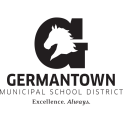 G
GERMANTOWN
MUNICIPAL SCHOOL DISTRICT
Excellence. Always.